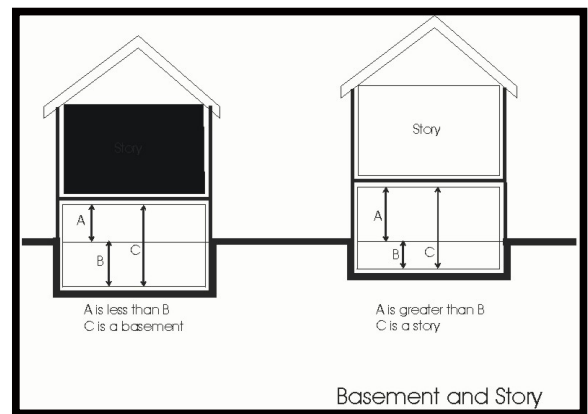 Story
A
B
C
A is less than B
C is a basement
Story
A
B
C
A is greater than B
C is a story
Basement and Story